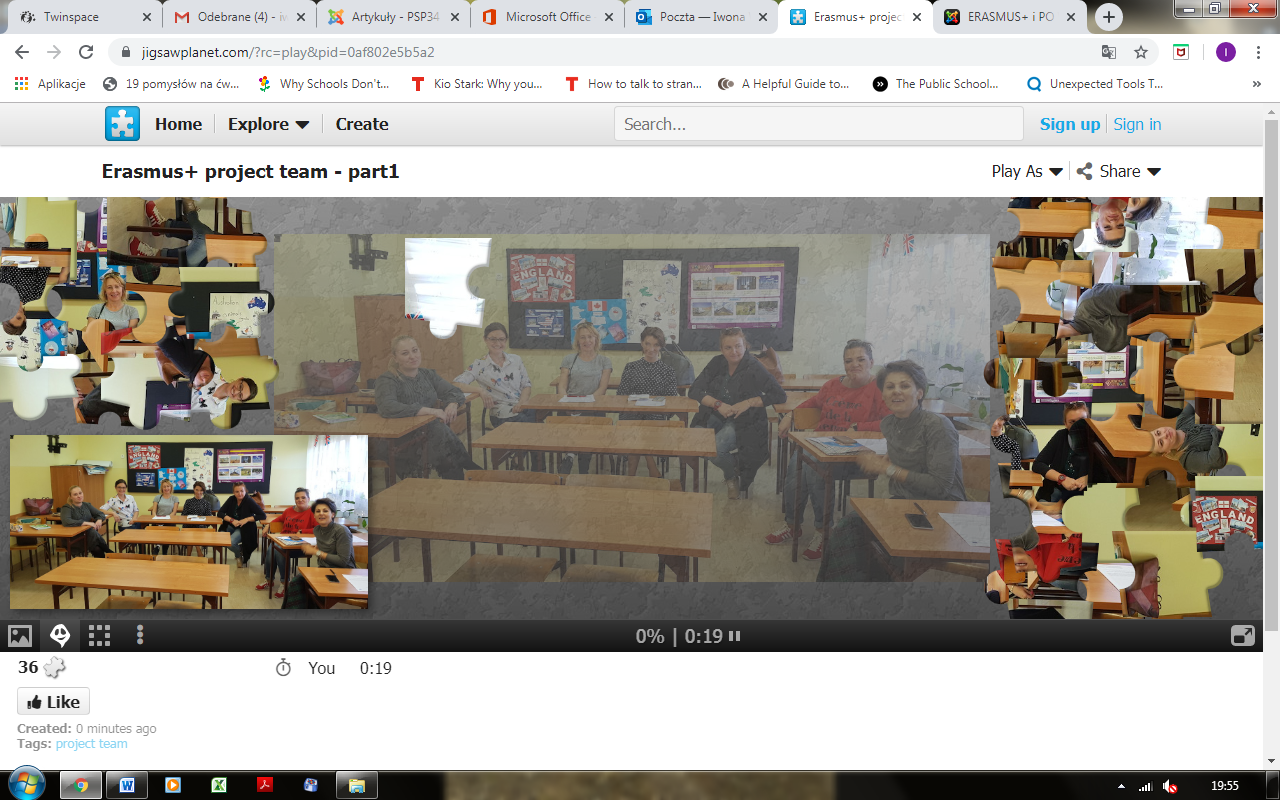 Twinspace
Odebrane (4) - iw
Artykuły - PSP34
Microsoft Office
Poczta — Iwona
Erasmus+ projec
ERASMUS+ i PO
jigsawplanet.com/?rc=play&pid=0af802e5b5a2
I
Aplikacje
19 pomysłów na ćw...
Why Schools Don't...
Kio Stark: Why you...
How to talk to stran...
A Helpful Guide to...
The Public School...
Unexpected Tools T...
»
Home
Explore
Create
Search...
Sign up
Sign in
Erasmus+ project team - part1
Play As
Share
ENGLAND
ENGLAND
0% | 0:19
36
You
0:19
Like
Created: 0 minutes ago
Tags: project team
19:55